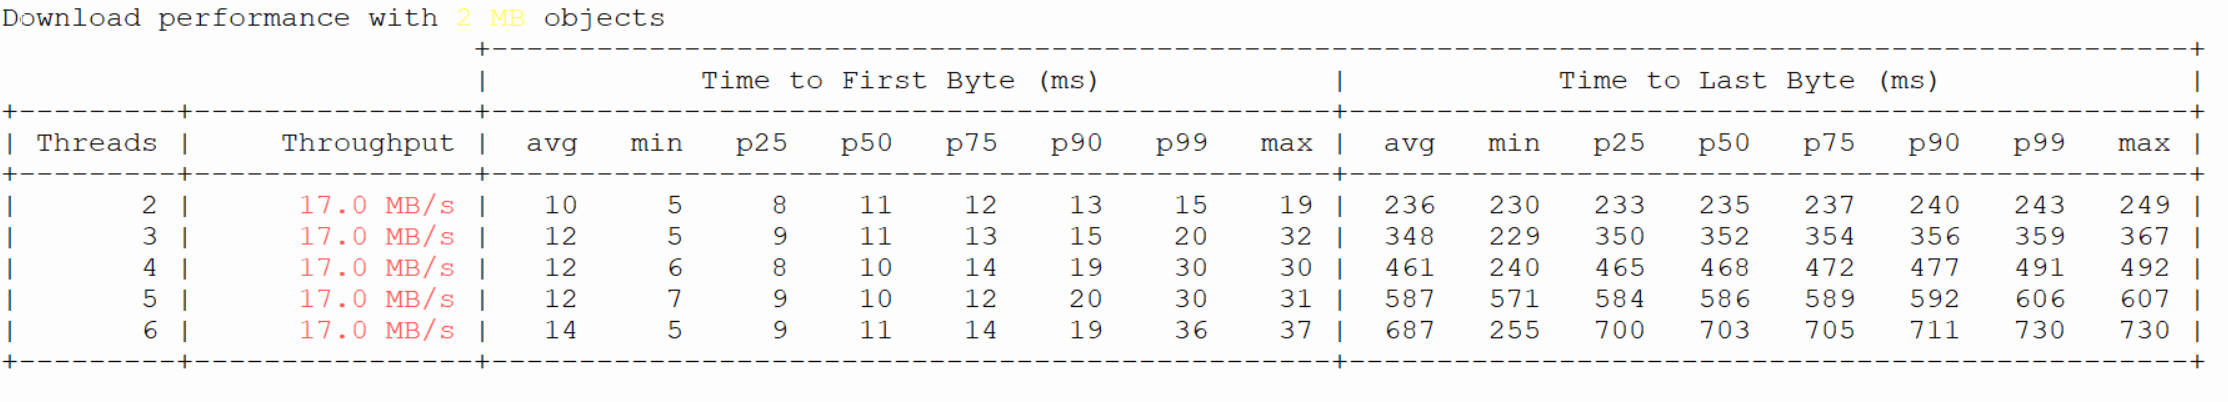 Download performance with 2 MB objects
+-------------------------------------------------------------------------------------------------+
| Time to First Byte (ms) | Time to Last Byte (ms) |
+---------+----------------+------------------------------------------------+------------------------------------------------+
| Threads | Throughput | avg min p25 p50 p75 p90 p99 max | avg min p25 p50 p75 p90 p99 max |
+---------+----------------+------------------------------------------------+------------------------------------------------+
| 2 | 17.0 MB/s | 10 5 8 11 12 13 15 19 | 236 230 233 235 237 240 243 249 |
| 3 | 17.0 MB/s | 12 5 9 11 13 15 20 32 | 348 229 350 352 354 356 359 367 |
| 4 | 17.0 MB/s | 12 6 8 10 14 19 30 30 | 461 240 465 468 472 477 491 492 |
| 5 | 17.0 MB/s | 12 7 9 10 12 20 30 31 | 587 571 584 586 589 592 606 607 |
| 6 | 17.0 MB/s | 14 5 9 11 14 19 36 37 | 687 255 700 703 705 711 730 730 |
+---------+----------------+------------------------------------------------+------------------------------------------------+